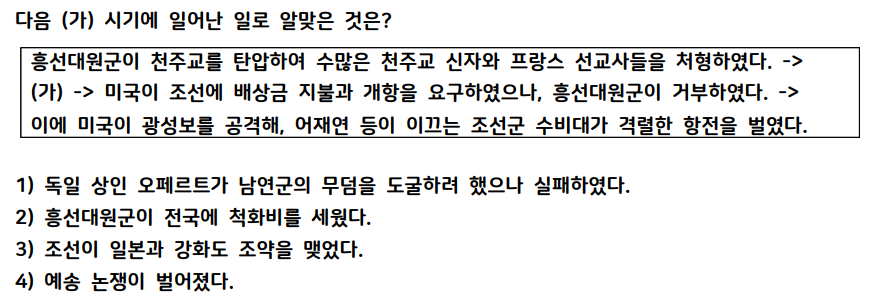 다음 (가) 시기에 일어난 일로 알맞은 것은?
흥선대원군이 천주교를 탄압하여 수많은 천주교 신자와 프랑스 선교사들을 처형하였다. ->
(가) -> 미국이 조선에 배상금 지불과 개항을 요구하였으나, 흥선대원군이 거부하였다. ->
이에 미국이 광성보를 공격해, 어재연 등이 이끄는 조선군 수비대가 격렬한 항전을 벌였다.
1) 독일 상인 오페르트가 남연군의 무덤을 도굴하려 했으나 실패하였다.
2) 흥선대원군이 전국에 척화비를 세웠다.
3) 조선이 일본과 강화도 조약을 맺었다.
4) 예송 논쟁이 벌어졌다.